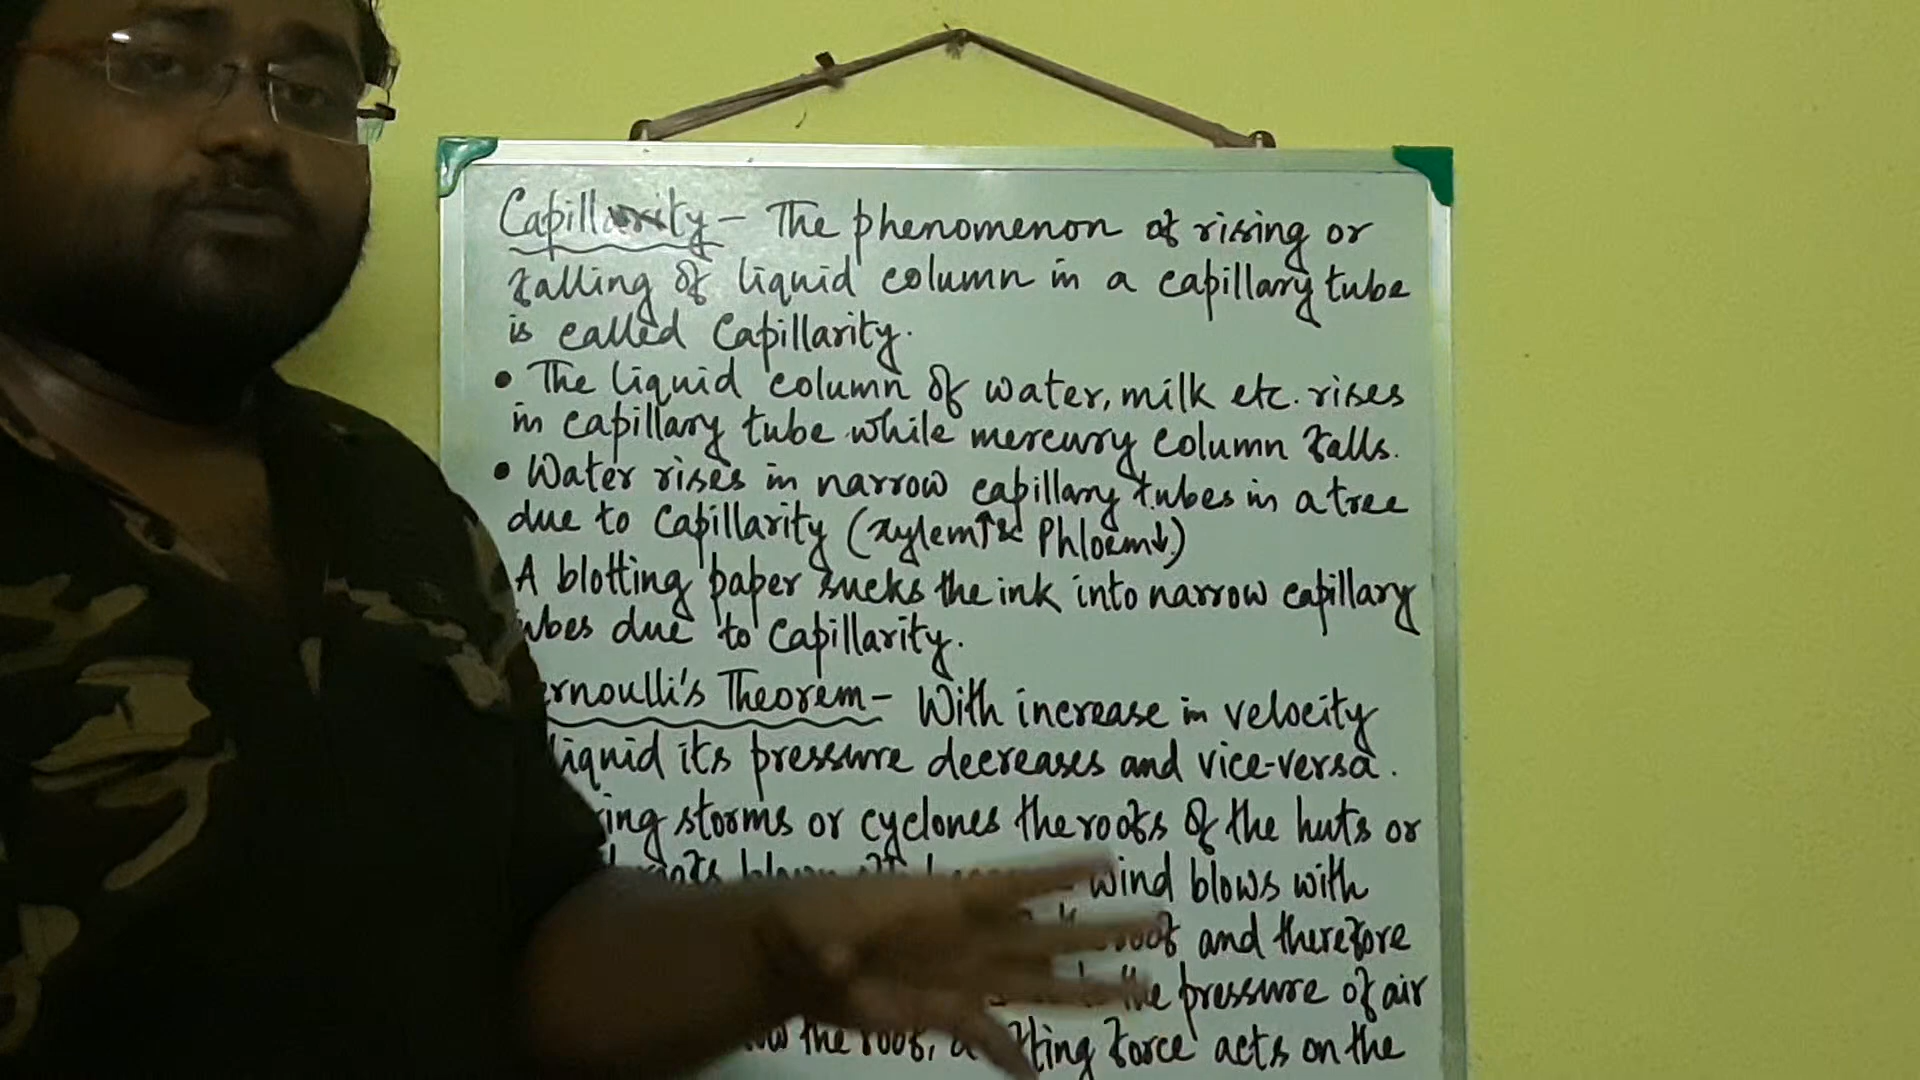 Capillarity - The phenomenon of rising or
falling of liquid column in a capillary tube
is called Capillarity.
• The liquid column of water, milk etc. rises
in capillary tube while mercury column falls.
• Water rises in narrow capillary tubes in a tree
due to Capillarity (xylem↑ & Phloem↓)
A blotting paper sucks the ink into narrow capillary
ubes due to Capillarity.
ernoulli's Theorem - With increase in velocity
liquid its pressure decreases and vice-versa.
ing storms or cyclones the roofs of the huts or
wind blows with
roof and therefore
the pressure of air
the roof, force acts on the